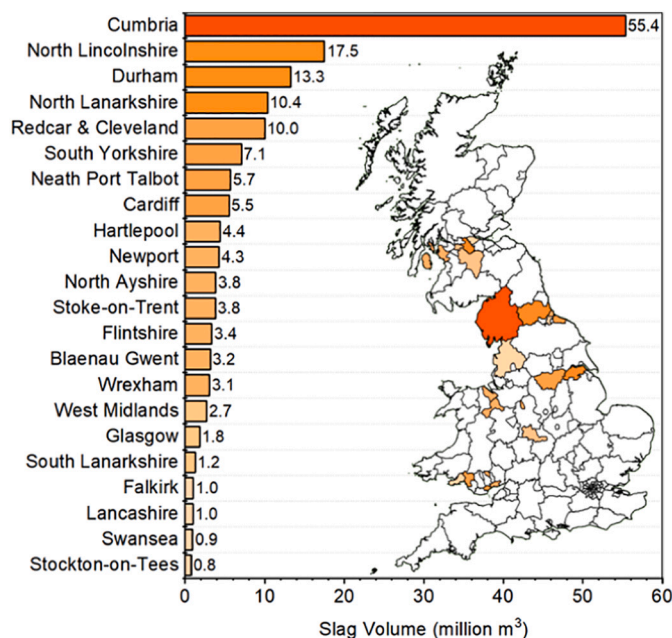 Cumbria 55.4
North Lincolnshire 17.5
Durham 13.3
North Lanarkshire 10.4
Redcar & Cleveland 10.0
South Yorkshire 7.1
Neath Port Talbot 5.7
Cardiff 5.5
Hartlepool 4.4
Newport 4.3
North Ayshire 3.8
Stoke-on-Trent 3.8
Flintshire 3.4
Blaenau Gwent 3.2
Wrexham 3.1
West Midlands 2.7
Glasgow 1.8
South Lanarkshire 1.2
Falkirk 1.0
Lancashire 1.0
Swansea 0.9
Stockton-on-Tees 0.8
0 10 20 30 40 50 60
Slag Volume (million m³)